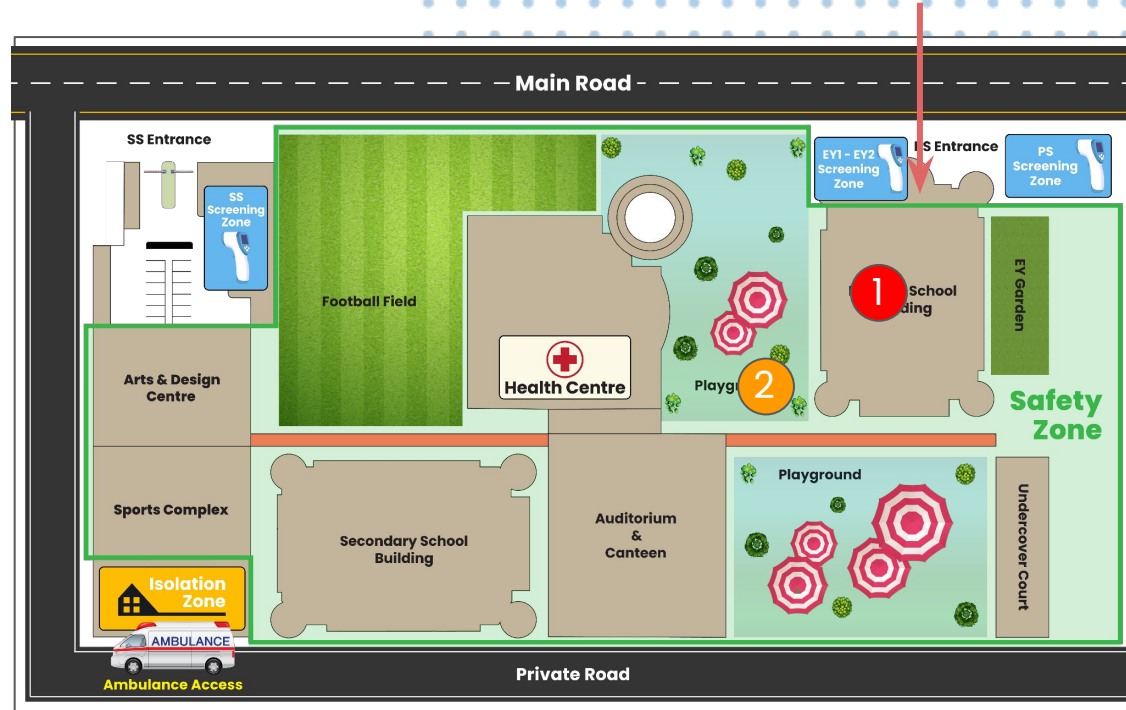 Main Road
SS Entrance
EY1 - EY2
Screening
Zone
Entrance
PS
Screening
Zone
SS
Screening
Zone
Football Field
1
School
EY Garden
Health Centre
2
Arts & Design
Centre
Safety
Zone
Playground
Sports Complex
Auditorium
&
Canteen
Secondary School
Building
Undercover Court
Isolation
Zone
AMBULANCE
Ambulance Access
Private Road